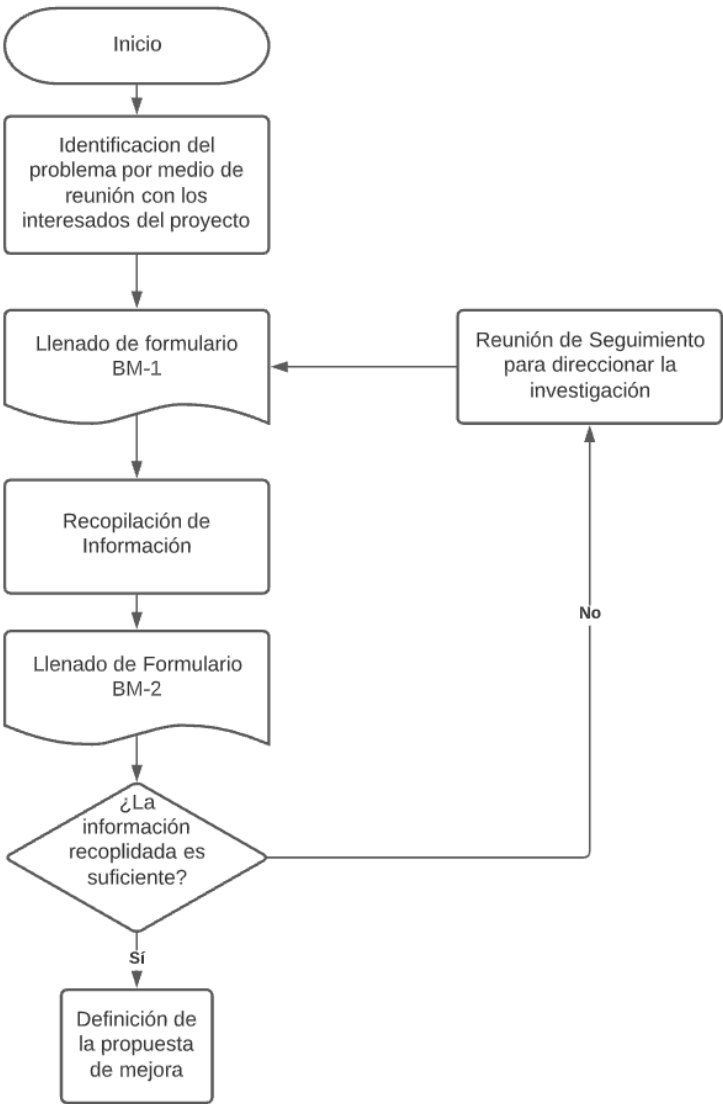 Inicio
Identificacion del
problema por medio de
reunión con los
interesados del proyecto
Llenado de formulario
BM-1
Reunión de Seguimiento
para direccionar la
investigación
Recopilación de
Información
No
Llenado de Formulario
BM-2
¿La
información
recoplidada es
suficiente?
Sí
Definición de
la propuesta
de mejora